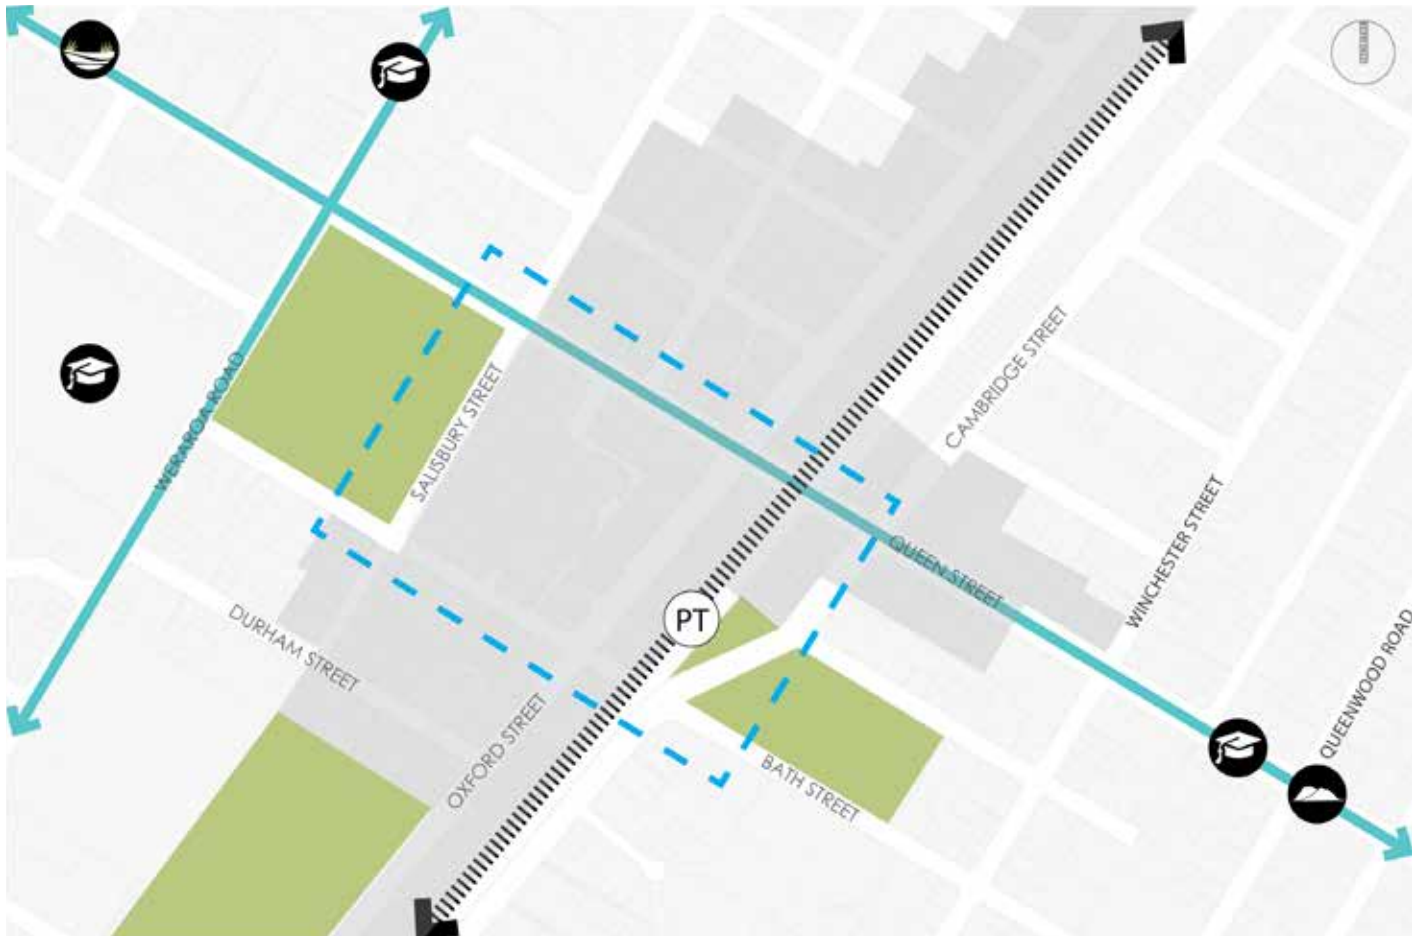 CAMBRIDGE STREET
WERAROA ROAD
SALISBURY STREET
QUEEN STREET
WINCHESTER STREET
PT
DURHAM STREET
OXFORD STREET
BATH STREET
QUEENWOOD ROAD